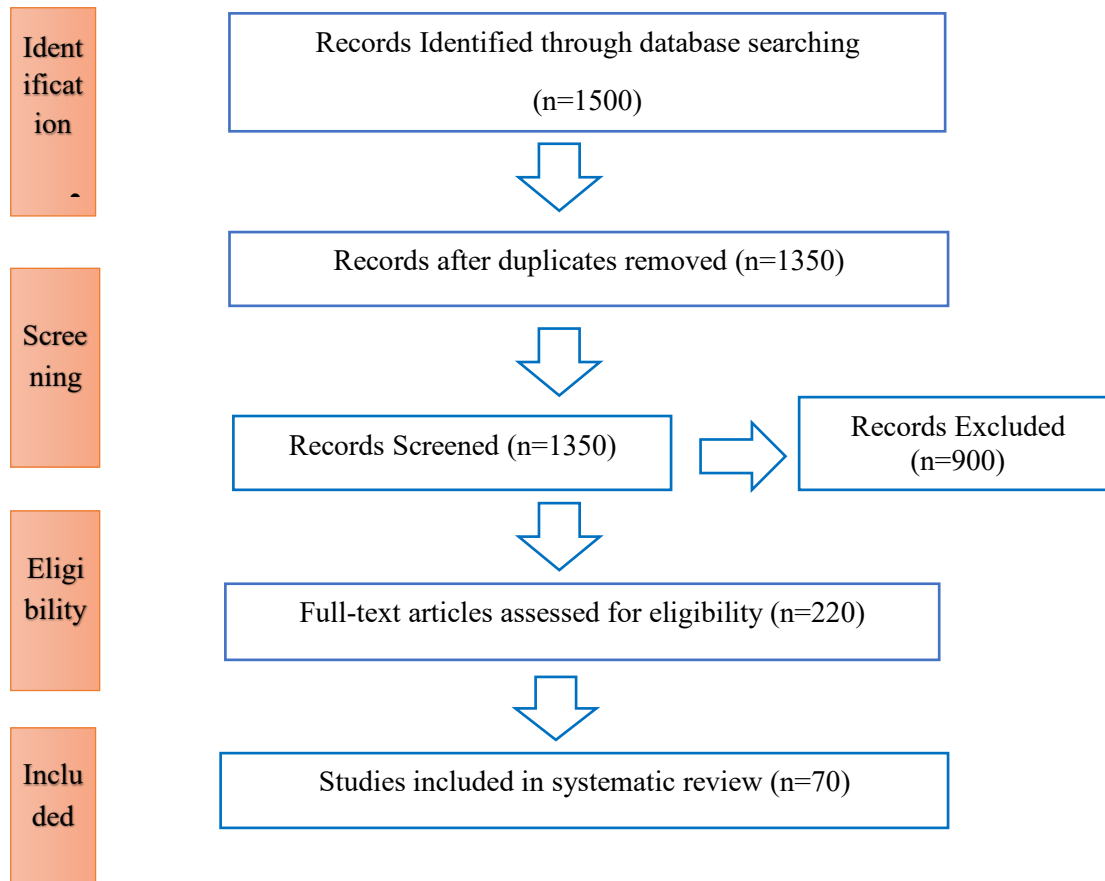 Ident
ificat
ion
Records Identified through database searching
(n=1500)
Records after duplicates removed (n=1350)
Scree
ning
Records Screened (n=1350)
Records Excluded
(n=900)
Eligi
bility
Full-text articles assessed for eligibility (n=220)
Inclu
ded
Studies included in systematic review (n=70)